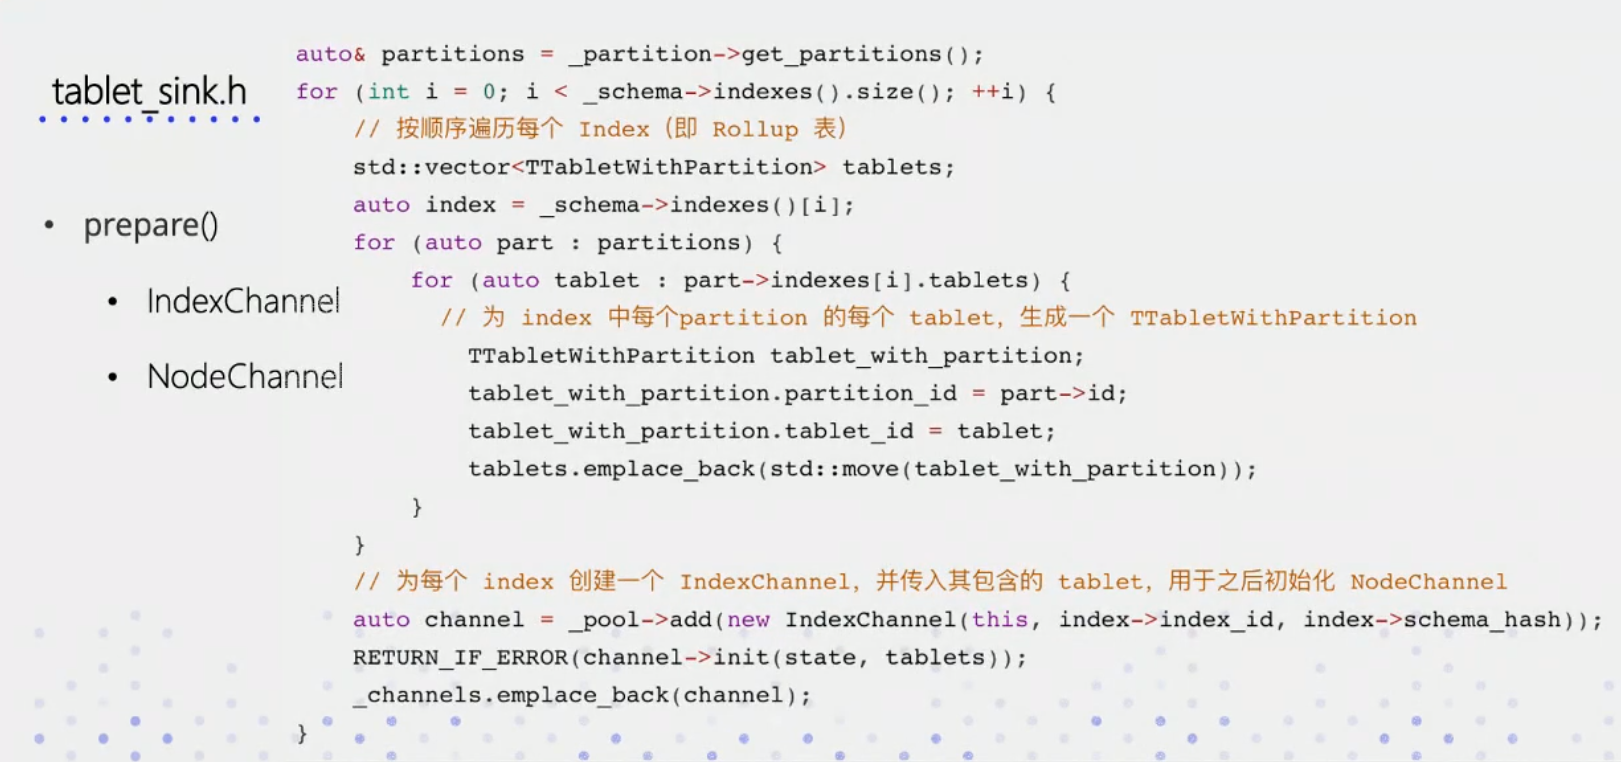 tablet_sink.h
• prepare()
• IndexChannel
• NodeChannel
auto& partitions = _partition->get_partitions();
for (int i = 0; i < _schema->indexes().size(); ++i) {
// 按顺序遍历每个 Index（即 Rollup 表）
std::vector<TTabletWithPartition> tablets;
auto index = _schema->indexes()[i];
for (auto part : partitions) {
for (auto tablet : part->indexes[i].tablets) {
// 为 index 中每个partition 的每个 tablet，生成一个 TTabletWithPartition
TTabletWithPartition tablet_with_partition;
tablet_with_partition.partition_id = part->id;
tablet_with_partition.tablet_id = tablet;
tablets.emplace_back(std::move(tablet_with_partition));
}
}
// 为每个 index 创建一个 IndexChannel，并传入其包含的 tablet，用于之后初始化 NodeChannel
auto channel = _pool->add(new IndexChannel(this, index->index_id, index->schema_hash));
RETURN_IF_ERROR(channel->init(state, tablets));
_channels.emplace_back(channel);
}